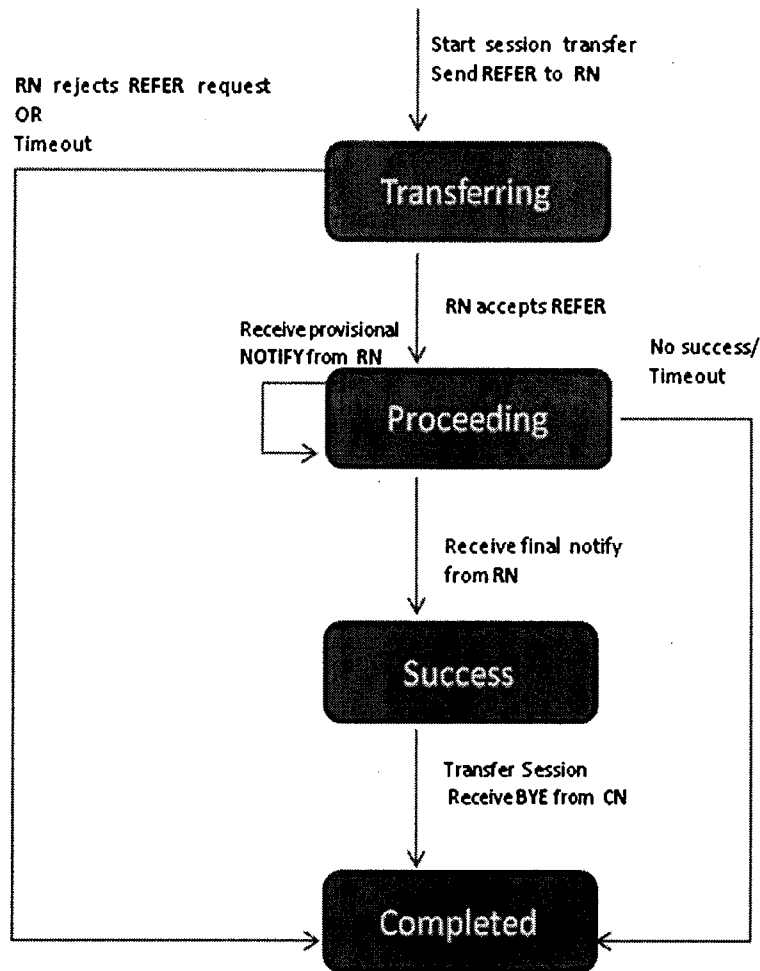 Start session transfer
Send REFER to RN
RN rejects REFER request
OR
Timeout
Transferring
RN accepts REFER
Receive provisional
NOTIFY from RN
No success/
Timeout
Proceeding
Receive final notify
from RN
Success
Transfer Session
Receive BYE from CN
Completed